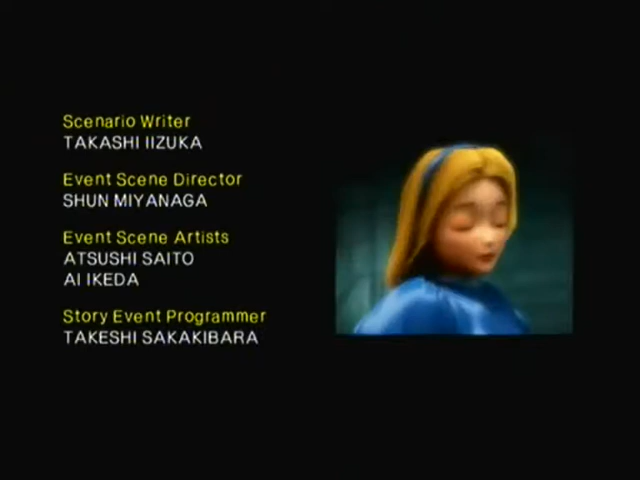 Scenario Writer
TAKASHI IIZUKA
Event Scene Director
SHUN MIYANAGA
Event Scene Artists
ATSUSHI SAITO
AI IKEDA
Story Event Programmer
TAKESHI SAKAKIBARA